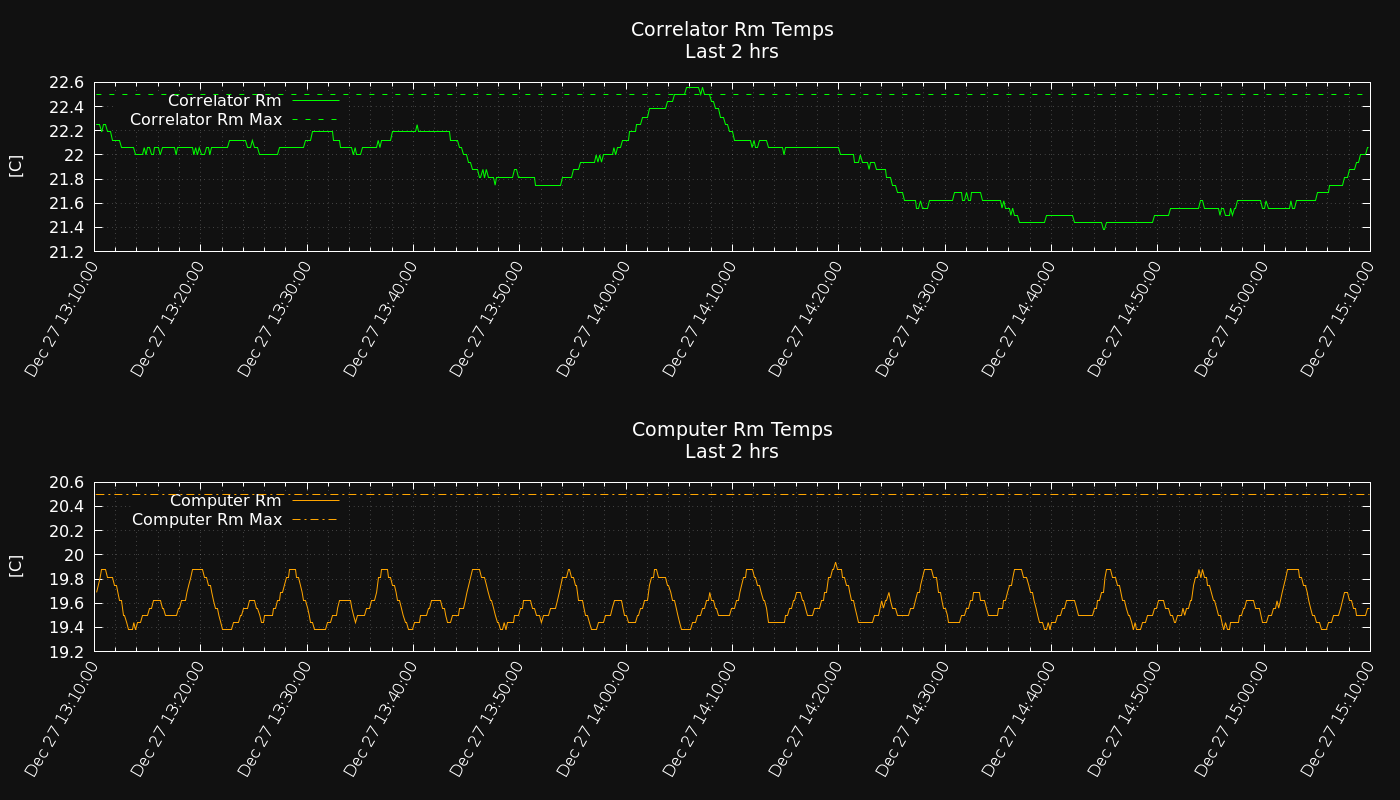 Correlator Rm Temps
Last 2 hrs
22.6
22.4
22.2
22
21.8
21.6
21.4
21.2
[C]
Correlator Rm
Correlator Rm Max
Dec 27 13:10:00
Dec 27 13:20:00
Dec 27 13:30:00
Dec 27 13:40:00
Dec 27 13:50:00
Dec 27 14:00:00
Dec 27 14:10:00
Dec 27 14:20:00
Dec 27 14:30:00
Dec 27 14:40:00
Dec 27 14:50:00
Dec 27 15:00:00
Dec 27 15:10:00
Computer Rm Temps
Last 2 hrs
20.6
20.4
20.2
20
19.8
19.6
19.4
19.2
[C]
Computer Rm
Computer Rm Max
Dec 27 13:10:00
Dec 27 13:20:00
Dec 27 13:30:00
Dec 27 13:40:00
Dec 27 13:50:00
Dec 27 14:00:00
Dec 27 14:10:00
Dec 27 14:20:00
Dec 27 14:30:00
Dec 27 14:40:00
Dec 27 14:50:00
Dec 27 15:00:00
Dec 27 15:10:00